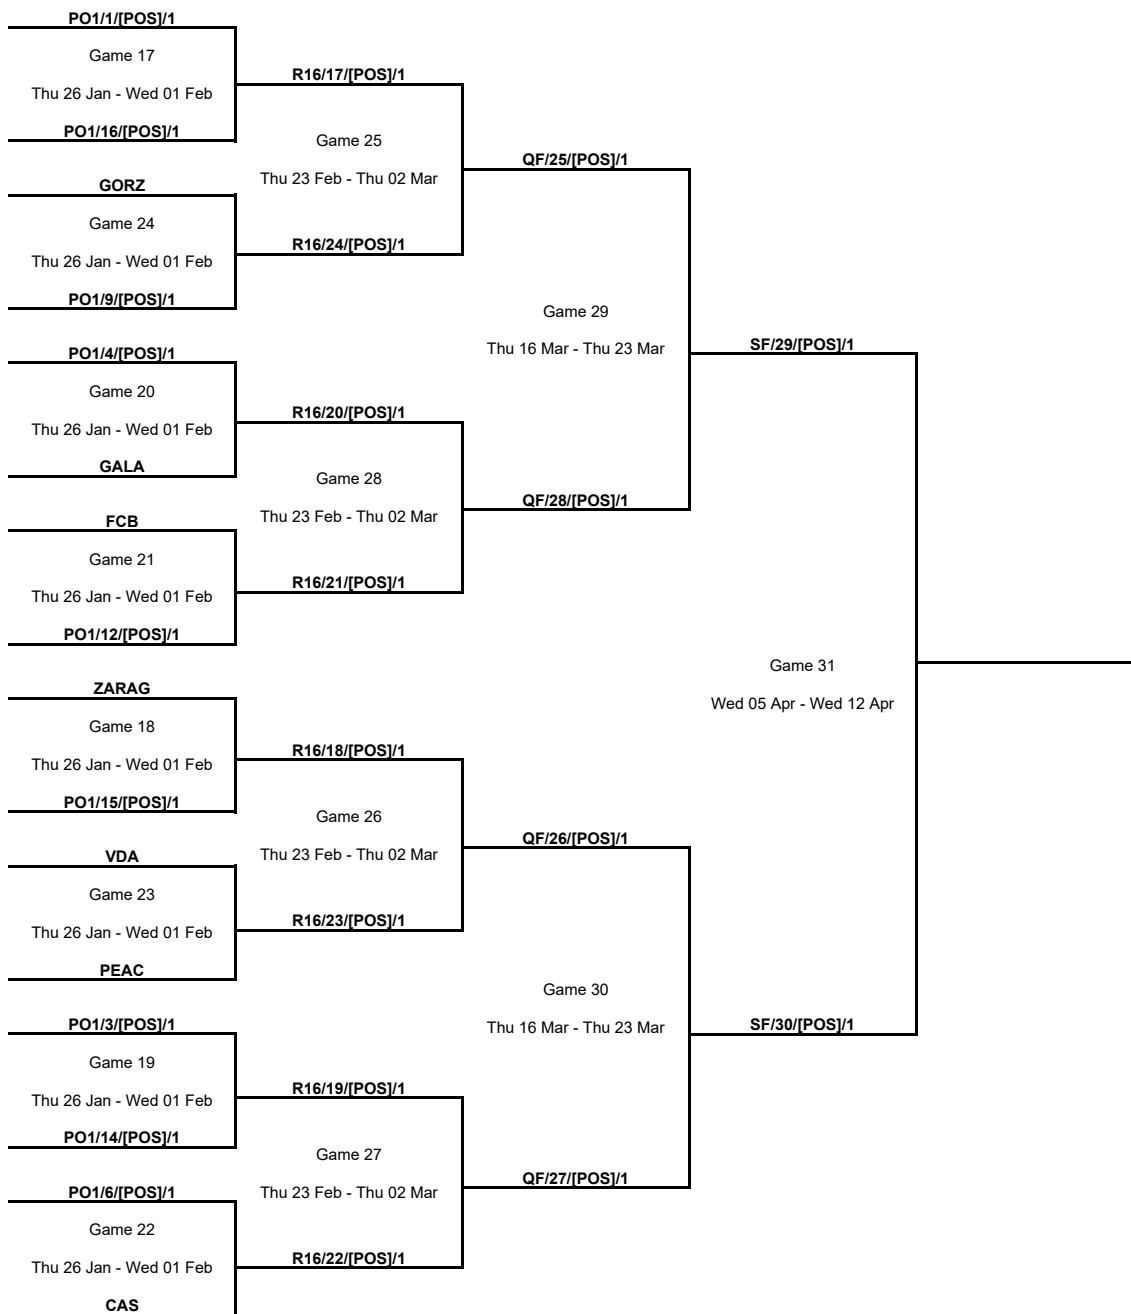 PO1/1/[POS]/1
Game 17
Thu 26 Jan - Wed 01 Feb
PO1/16/[POS]/1
GORZ
Game 24
Thu 26 Jan - Wed 01 Feb
PO1/9/[POS]/1
PO1/4/[POS]/1
Game 20
Thu 26 Jan - Wed 01 Feb
GALA
FCB
Game 21
Thu 26 Jan - Wed 01 Feb
PO1/12/[POS]/1
ZARAG
Game 18
Thu 26 Jan - Wed 01 Feb
PO1/15/[POS]/1
VDA
Game 23
Thu 26 Jan - Wed 01 Feb
PEAC
PO1/3/[POS]/1
Game 19
Thu 26 Jan - Wed 01 Feb
PO1/14/[POS]/1
PO1/6/[POS]/1
Game 22
Thu 26 Jan - Wed 01 Feb
CAS
R16/17/[POS]/1
Game 25
Thu 23 Feb - Thu 02 Mar
R16/24/[POS]/1
R16/20/[POS]/1
Game 28
Thu 23 Feb - Thu 02 Mar
R16/21/[POS]/1
R16/18/[POS]/1
Game 26
Thu 23 Feb - Thu 02 Mar
R16/23/[POS]/1
R16/19/[POS]/1
Game 27
Thu 23 Feb - Thu 02 Mar
R16/22/[POS]/1
QF/25/[POS]/1
Game 29
Thu 16 Mar - Thu 23 Mar
QF/28/[POS]/1
QF/26/[POS]/1
Game 30
Thu 16 Mar - Thu 23 Mar
QF/27/[POS]/1
SF/29/[POS]/1
Game 31
Wed 05 Apr - Wed 12 Apr
SF/30/[POS]/1